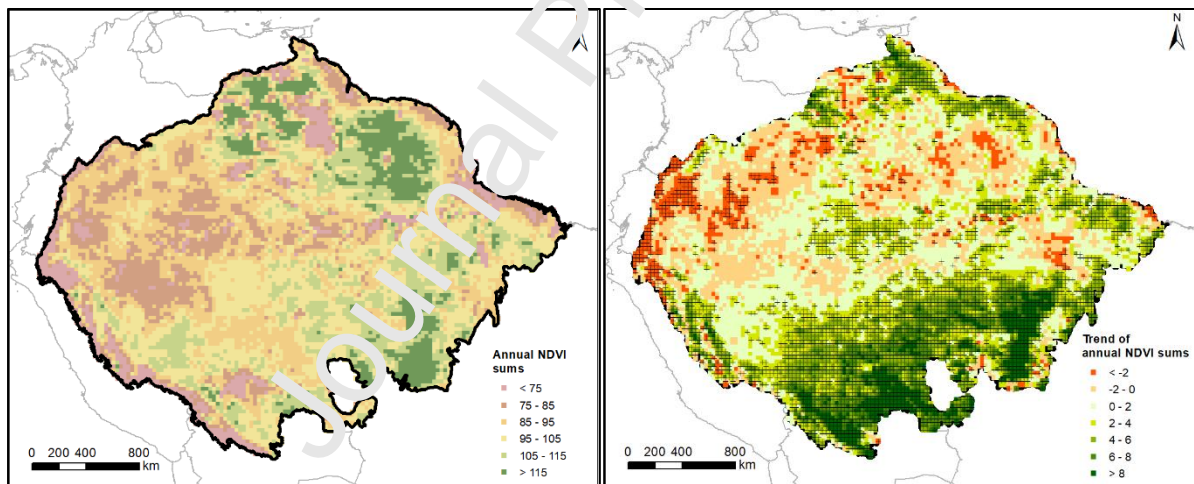 N
Journal Pr
Annual NDVI
sums
< 75
75 - 85
85 - 95
95 - 105
105 - 115
> 115
0 200 400 800
km
Trend of
annual NDVI sums
< -2
-2 - 0
0 - 2
2 - 4
4 - 6
6 - 8
> 8
0 200 400 800
km